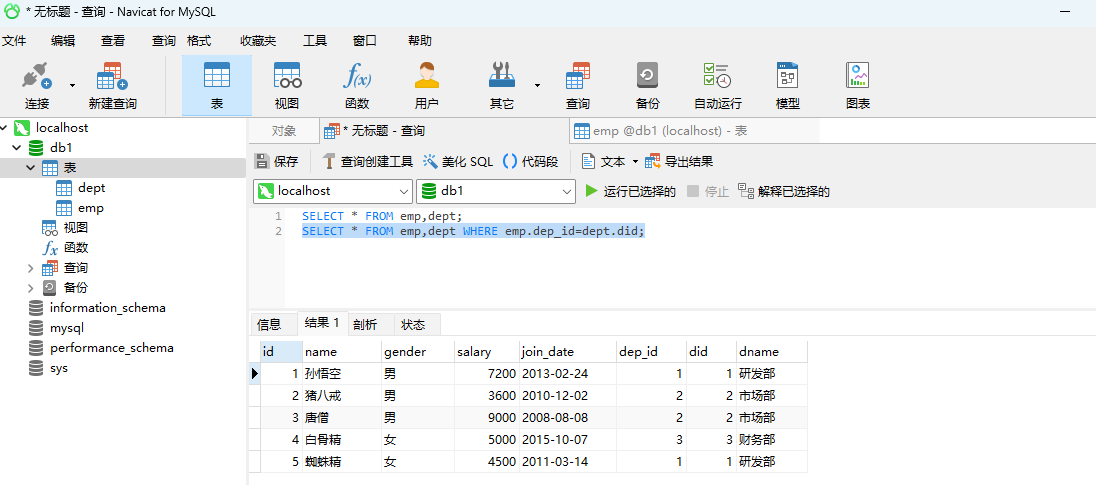 * 无标题 - 查询 - Navicat for MySQL
文件 编辑 查看 查询 格式 收藏夹 工具 窗口 帮助
连接 新建查询 表 视图 函数 用户 其它 查询 备份 自动运行 模型 图表
localhost
db1
表
dept
emp
视图
函数
查询
备份
information_schema
mysql
performance_schema
sys
对象 * 无标题 - 查询 emp @db1 (localhost) - 表
保存 查询创建工具 美化 SQL 代码段 文本 导出结果
localhost db1 运行已选择的 停止 解释已选择的
1 SELECT * FROM emp,dept;
2 SELECT * FROM emp,dept WHERE emp.dep_id=dept.did;
信息 结果 1 剖析 状态
id name gender salary join_date dep_id did dname
1 孙悟空 男 7200 2013-02-24 1 1 研发部
2 猪八戒 男 3600 2010-12-02 2 2 市场部
3 唐僧 男 9000 2008-08-08 2 2 市场部
4 白骨精 女 5000 2015-10-07 3 3 财务部
5 蜘蛛精 女 4500 2011-03-14 1 1 研发部